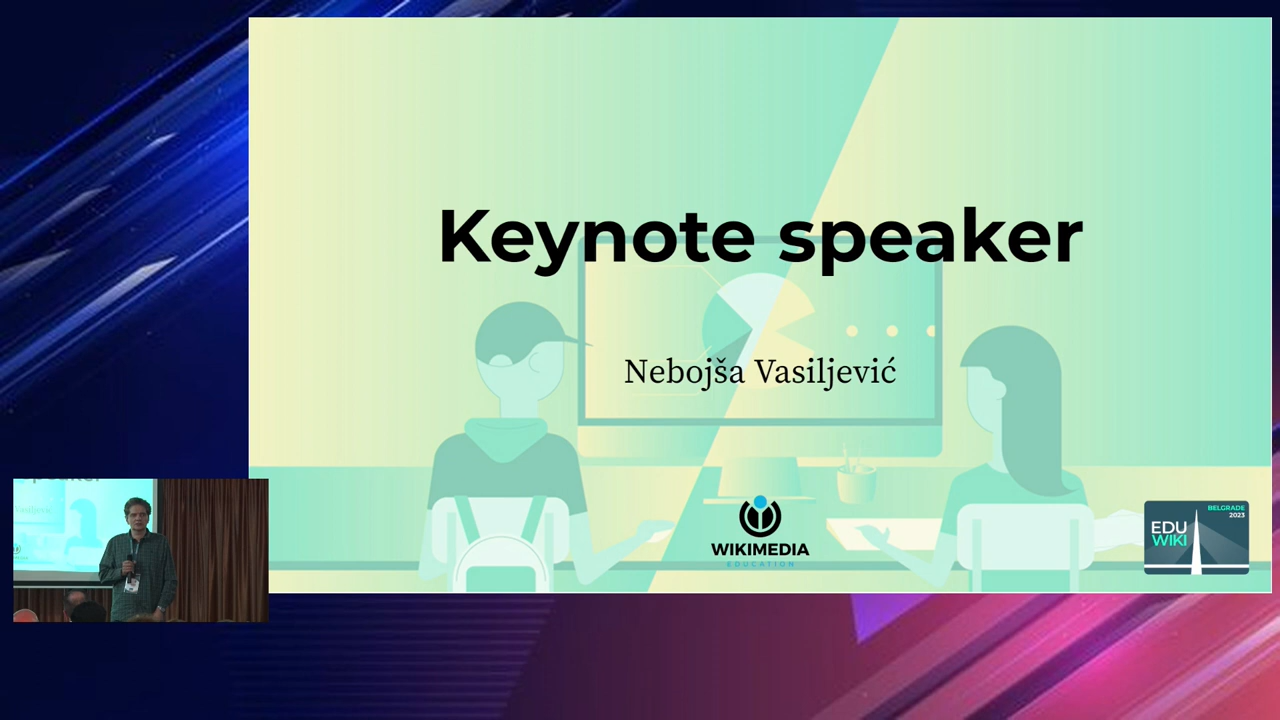 Keynote speaker
Nebojša Vasiljević
WIKIMEDIA
EDUCATION
BELGRADE
2023
EDU
WIKI